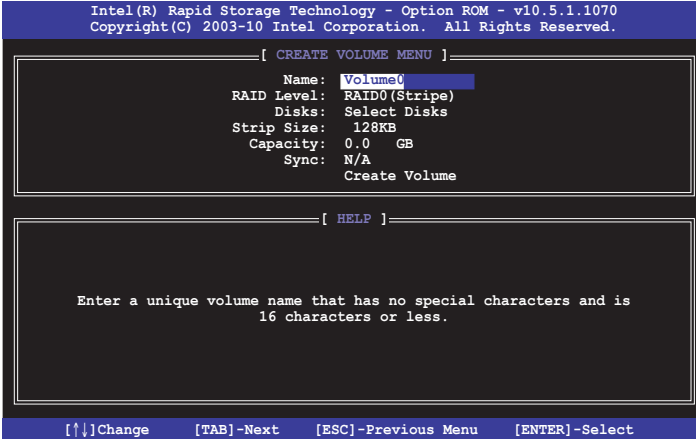 Intel(R) Rapid Storage Technology - Option ROM - v10.5.1.1070
Copyright(C) 2003-10 Intel Corporation.  All Rights Reserved.
[ CREATE VOLUME MENU ]
Name: Volume0
RAID Level: RAID0(Stripe)
Disks: Select Disks
Strip Size: 128KB
Capacity: 0.0 GB
Sync: N/A
Create Volume
[ HELP ]
Enter a unique volume name that has no special characters and is
16 characters or less.
[↑↓]Change [TAB]-Next [ESC]-Previous Menu [ENTER]-Select